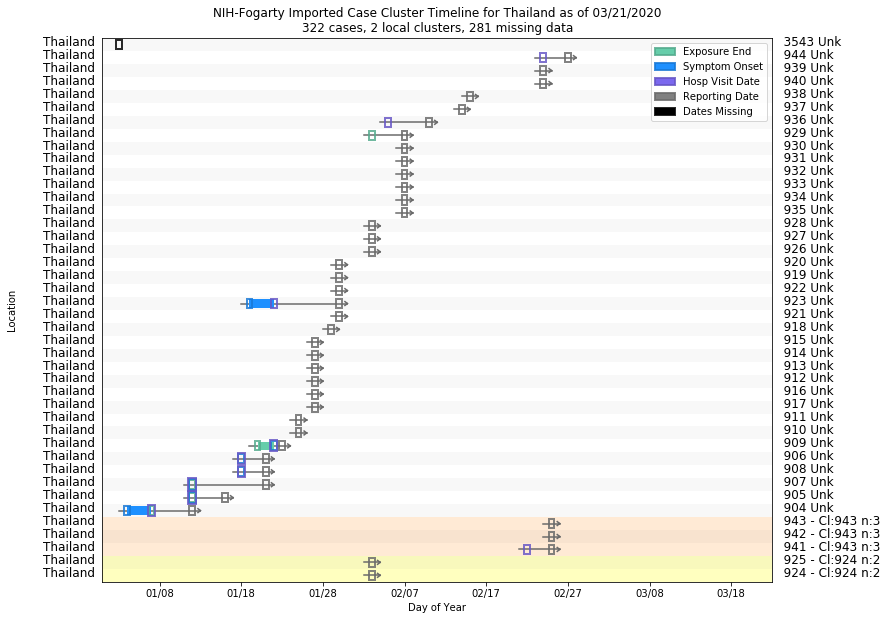 NIH-Fogarty Imported Case Cluster Timeline for Thailand as of 03/21/2020
322 cases, 2 local clusters, 281 missing data
Thailand 3543 Unk
Thailand 944 Unk
Thailand 939 Unk
Thailand 940 Unk
Thailand 938 Unk
Thailand 937 Unk
Thailand 936 Unk
Thailand 929 Unk
Thailand 930 Unk
Thailand 931 Unk
Thailand 932 Unk
Thailand 933 Unk
Thailand 934 Unk
Thailand 935 Unk
Thailand 928 Unk
Thailand 927 Unk
Thailand 926 Unk
Thailand 920 Unk
Thailand 919 Unk
Thailand 922 Unk
Thailand 923 Unk
Thailand 921 Unk
Thailand 918 Unk
Thailand 915 Unk
Thailand 914 Unk
Thailand 913 Unk
Thailand 912 Unk
Thailand 916 Unk
Thailand 917 Unk
Thailand 911 Unk
Thailand 910 Unk
Thailand 909 Unk
Thailand 906 Unk
Thailand 908 Unk
Thailand 907 Unk
Thailand 905 Unk
Thailand 904 Unk
Thailand 943 - Cl:943 n:3
Thailand 942 - Cl:943 n:3
Thailand 941 - Cl:943 n:3
Thailand 925 - Cl:924 n:2
Thailand 924 - Cl:924 n:2
Exposure End
Symptom Onset
Hosp Visit Date
Reporting Date
Dates Missing
Location
01/08 01/18 01/28 02/07 02/17 02/27 03/08 03/18
Day of Year